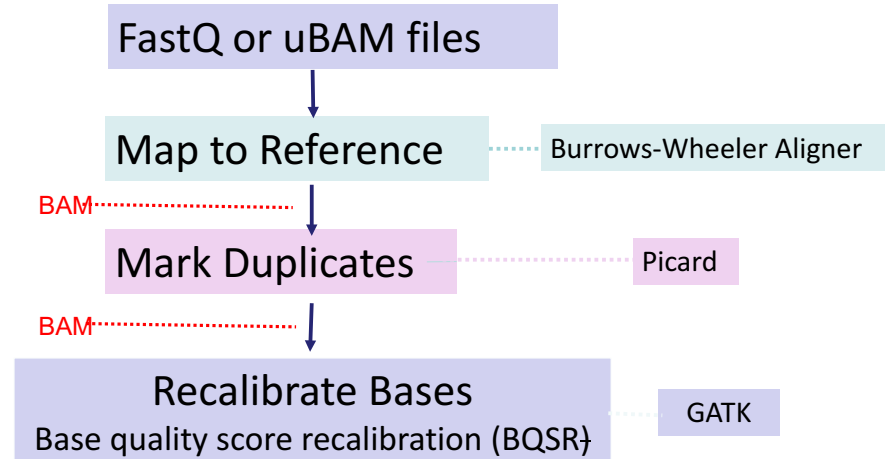 FastQ or uBAM files
Map to Reference
Burrows-Wheeler Aligner
BAM
Mark Duplicates
Picard
BAM
Recalibrate Bases
Base quality score recalibration (BQSR)
GATK